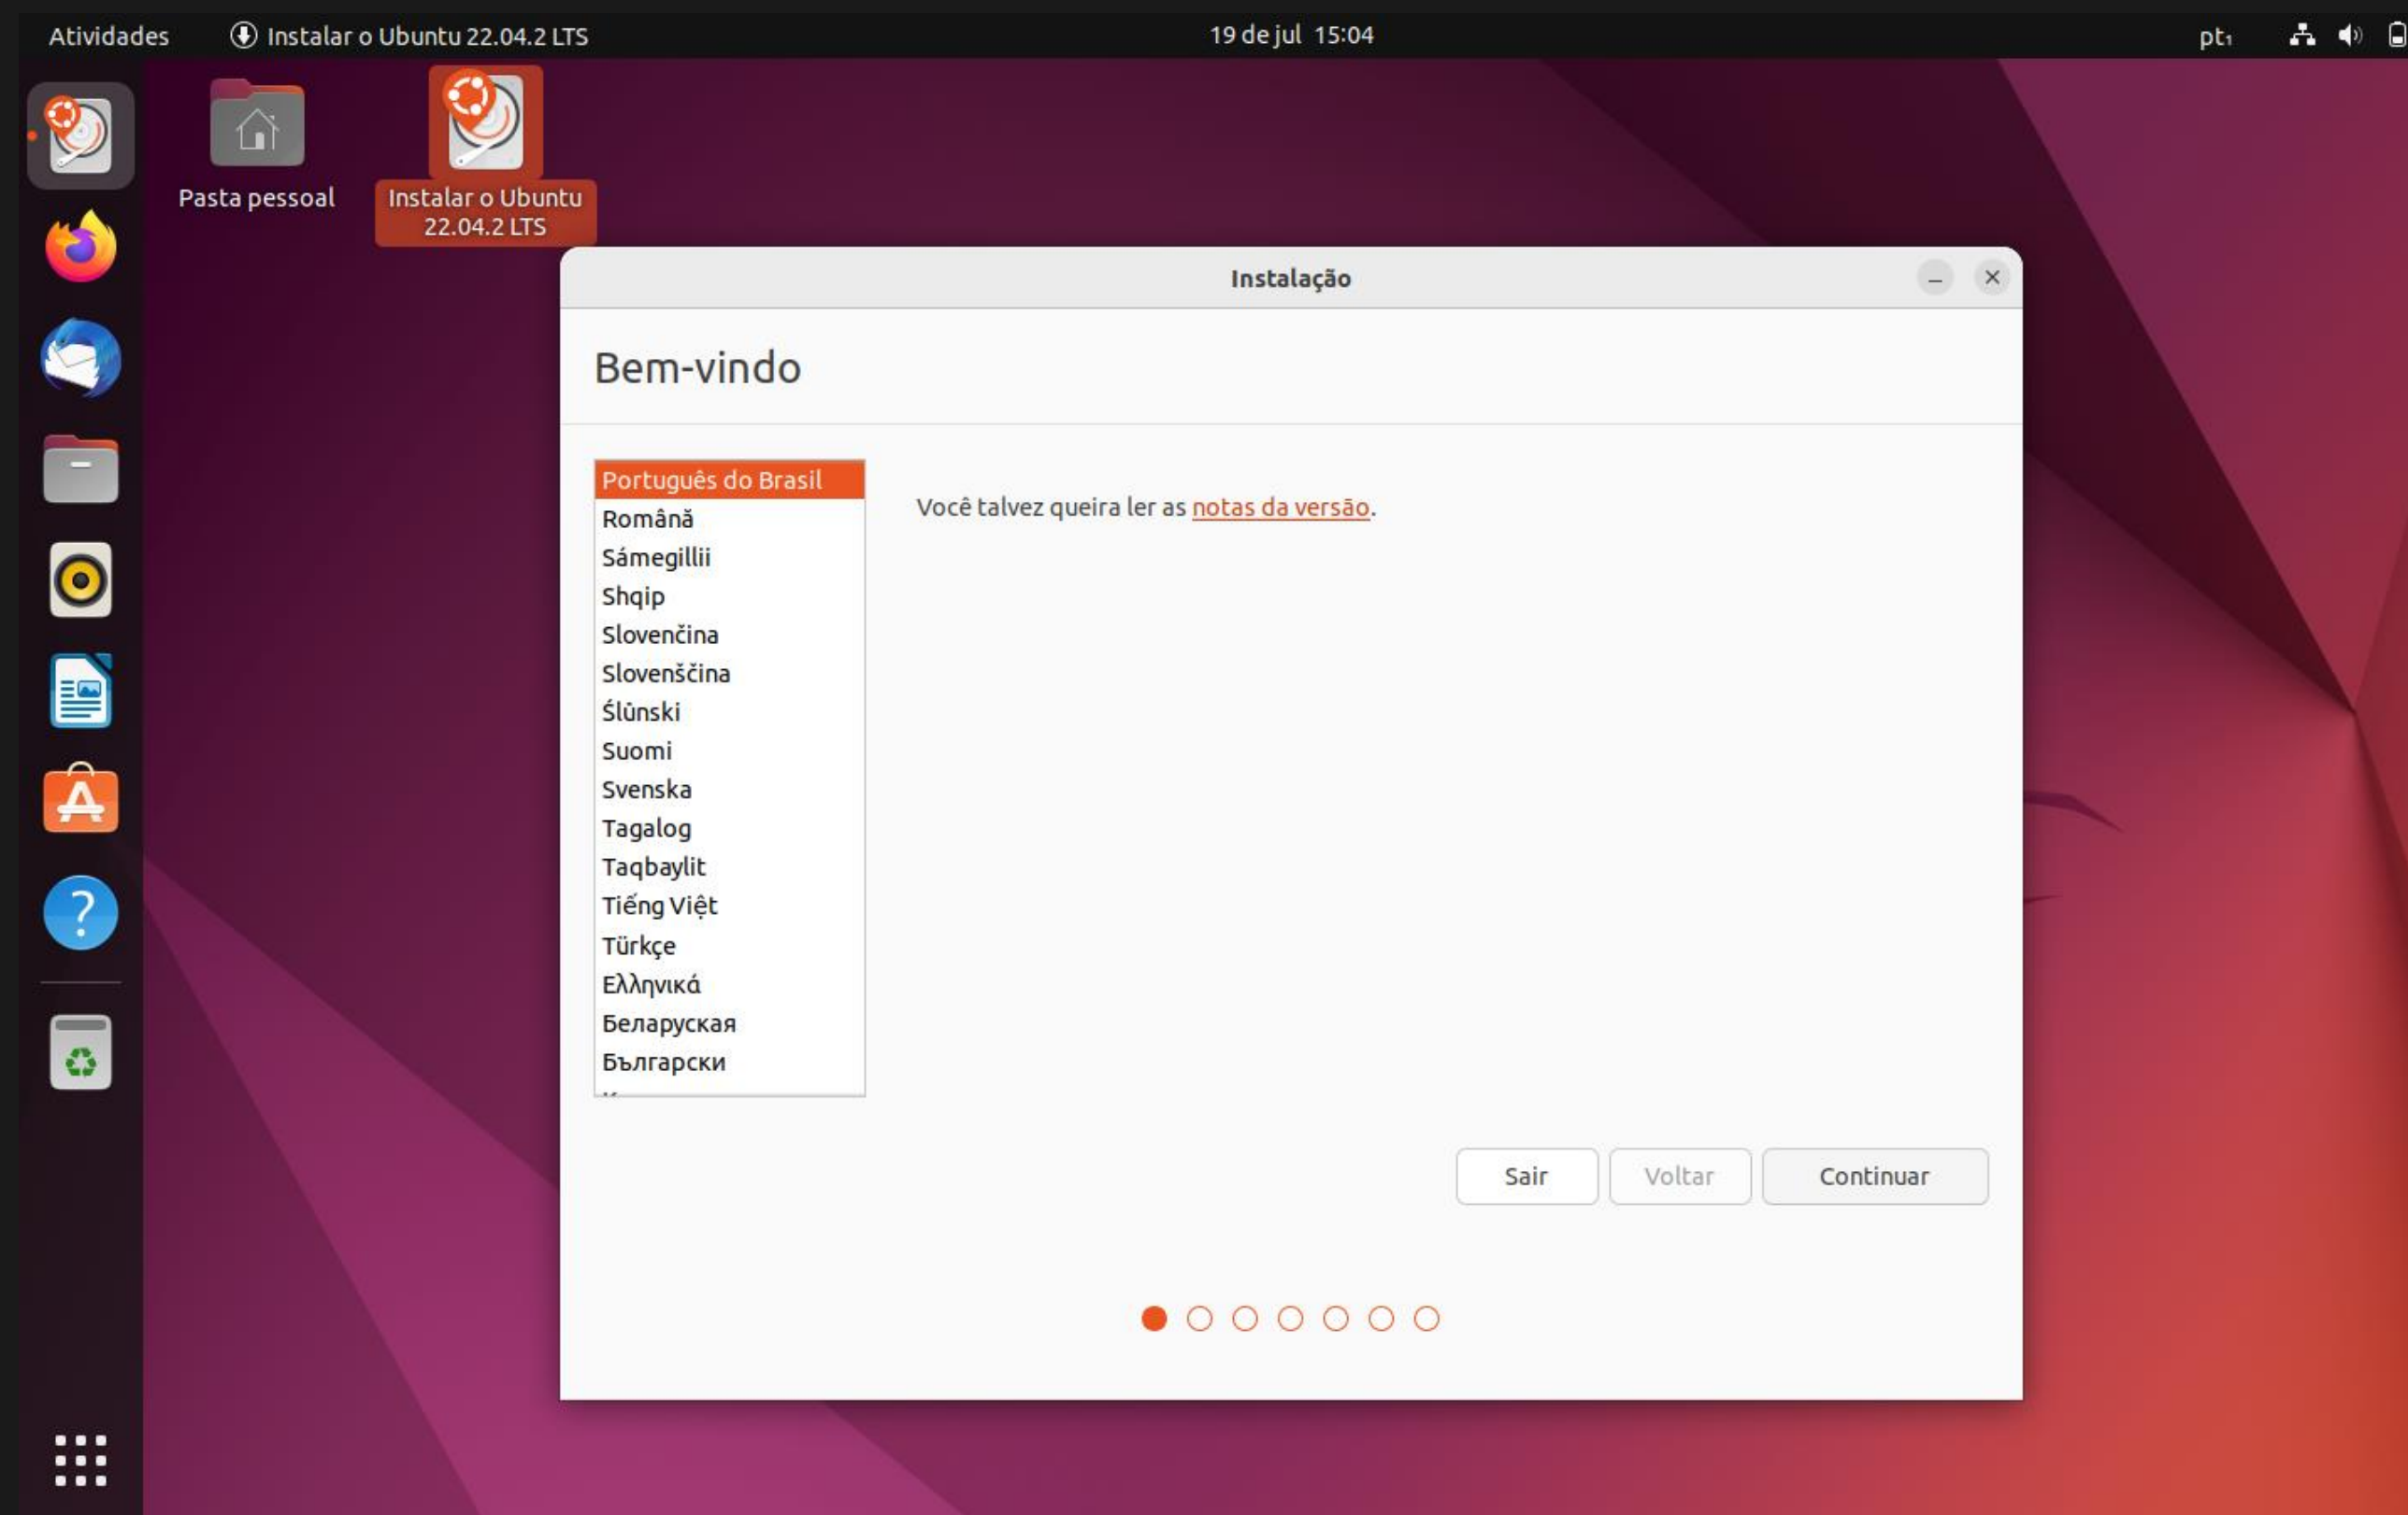 Atividades
Instalar o Ubuntu 22.04.2 LTS
19 de jul 15:04
pt₁
Pasta pessoal
Instalar o Ubuntu
22.04.2 LTS
Instalação
Bem-vindo
Português do Brasil
Română
Sámegillii
Shqip
Slovenčina
Slovenščina
Ślůnski
Suomi
Svenska
Tagalog
Taqbaylit
Tiếng Việt
Türkçe
Ελληνικά
Беларуская
Български
Você talvez queira ler as notas da versão.
Sair
Voltar
Continuar